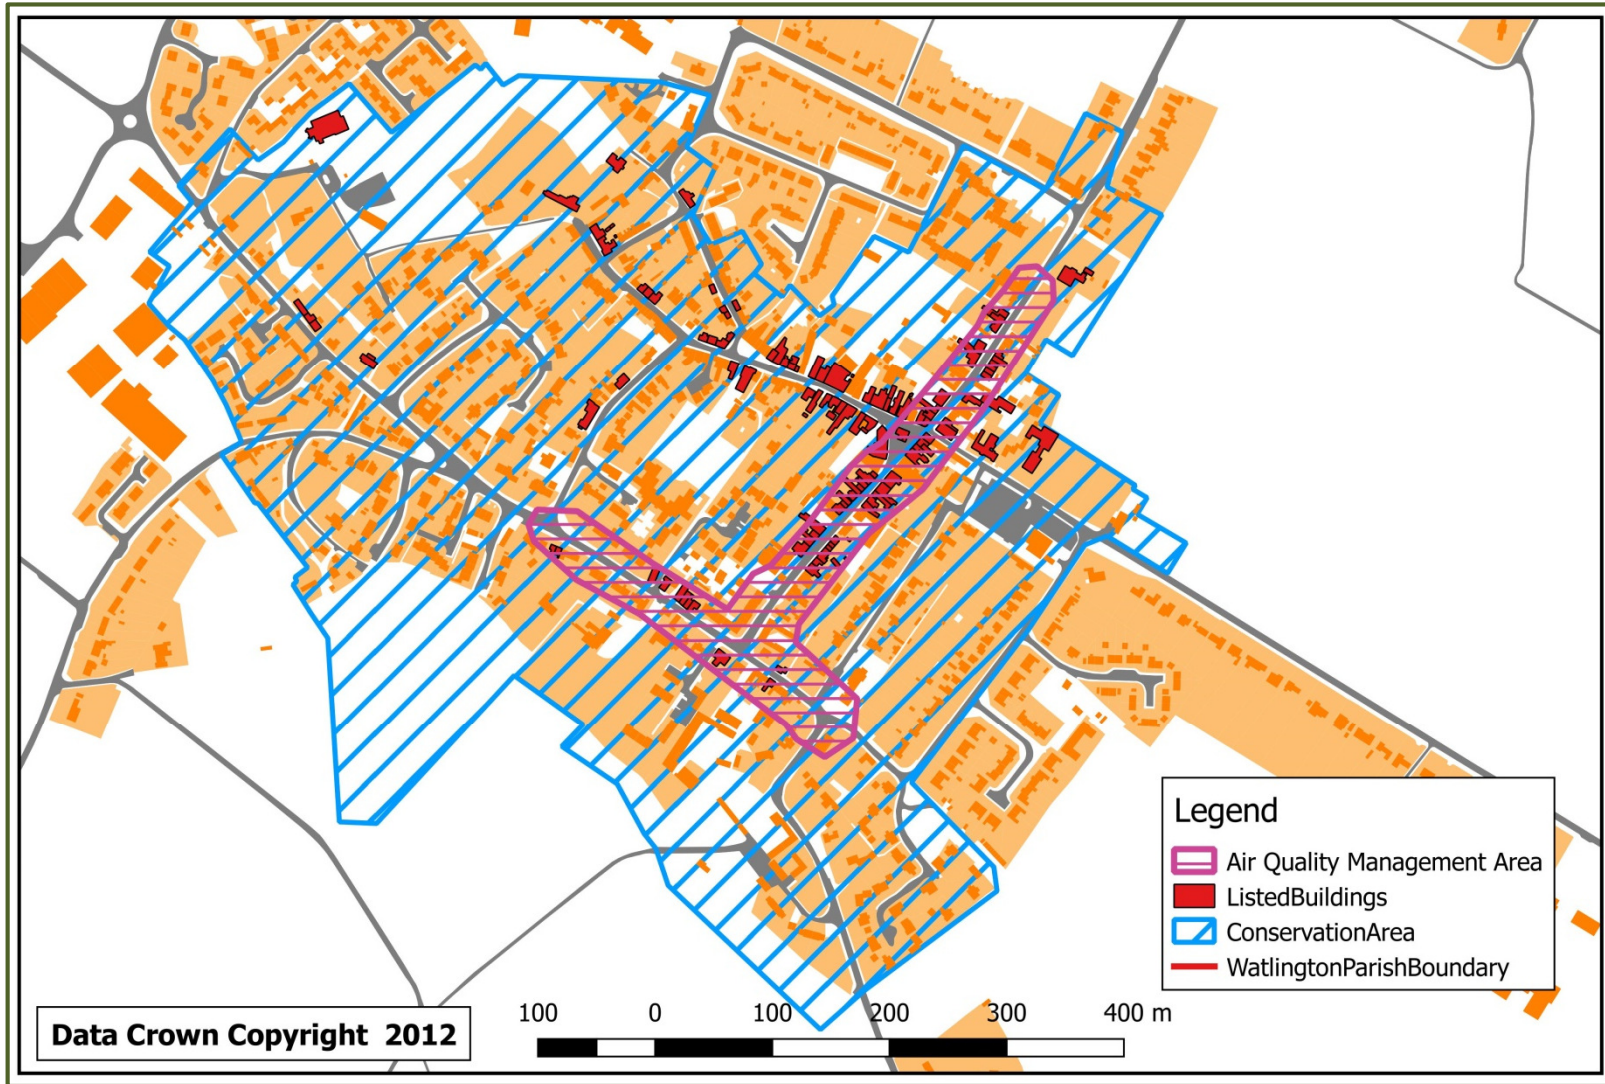 Legend
Air Quality Management Area
ListedBuildings
ConservationArea
WatlingtonParishBoundary
100 0 100 200 300 400 m
Data Crown Copyright 2012